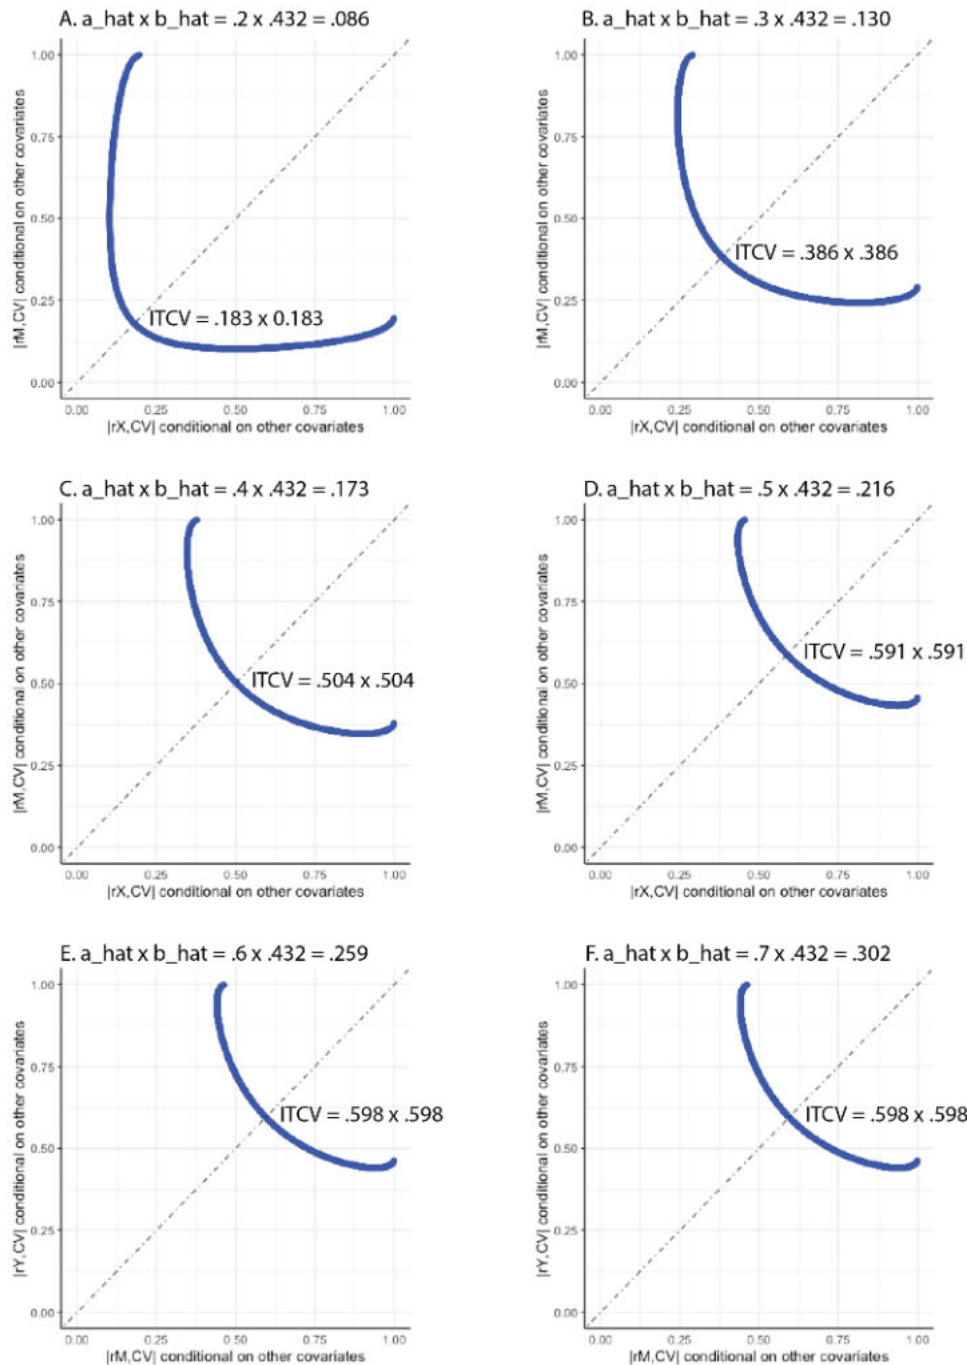 A. a_hat x b_hat = .2 x .432 = .086
1.00
0.75
0.50
0.25
0.00
|rM,CV| conditional on other covariates
ITCV = .183 x 0.183
0.00 0.25 0.50 0.75 1.00
|rX,CV| conditional on other covariates
B. a_hat x b_hat = .3 x .432 = .130
1.00
0.75
0.50
0.25
0.00
|rM,CV| conditional on other covariates
ITCV = .386 x .386
0.00 0.25 0.50 0.75 1.00
|rX,CV| conditional on other covariates
C. a_hat x b_hat = .4 x .432 = .173
1.00
0.75
0.50
0.25
0.00
|rM,CV| conditional on other covariates
ITCV = .504 x .504
0.00 0.25 0.50 0.75 1.00
|rX,CV| conditional on other covariates
D. a_hat x b_hat = .5 x .432 = .216
1.00
0.75
0.50
0.25
0.00
|rM,CV| conditional on other covariates
ITCV = .591 x .591
0.00 0.25 0.50 0.75 1.00
|rX,CV| conditional on other covariates
E. a_hat x b_hat = .6 x .432 = .259
1.00
0.75
0.50
0.25
0.00
|rY,CV| conditional on other covariates
ITCV = .598 x .598
0.00 0.25 0.50 0.75 1.00
|rM,CV| conditional on other covariates
F. a_hat x b_hat = .7 x .432 = .302
1.00
0.75
0.50
0.25
0.00
|rY,CV| conditional on other covariates
ITCV = .598 x .598
0.00 0.25 0.50 0.75 1.00
|rM,CV| conditional on other covariates